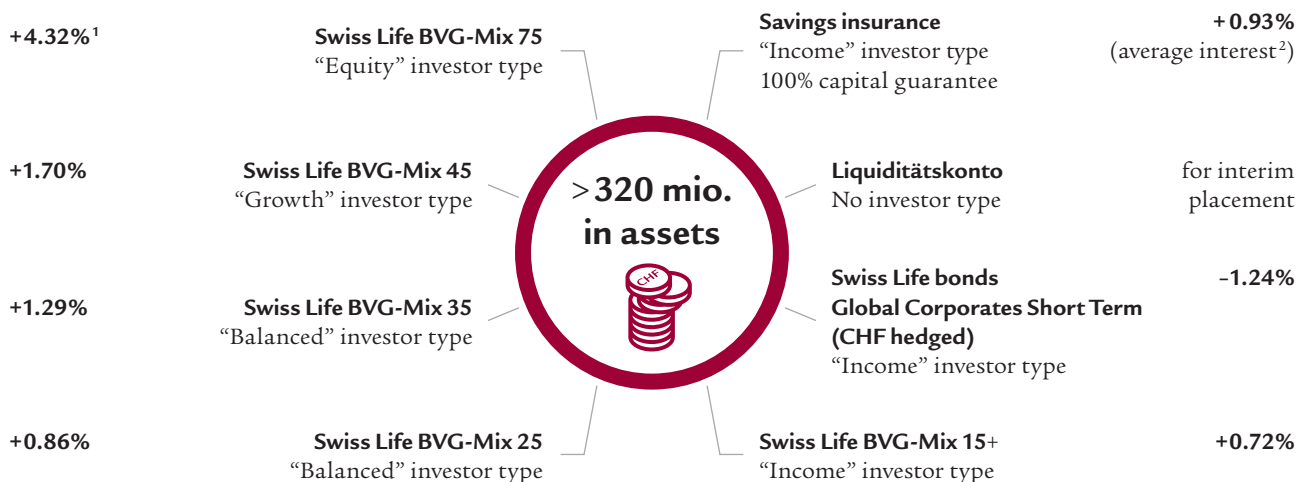 +4.32%¹
Swiss Life BVG-Mix 75
“Equity” investor type
Savings insurance
“Income” investor type
100% capital guarantee
+0.93%
(average interest²)
+1.70%
Swiss Life BVG-Mix 45
“Growth” investor type
>320 mio.
in assets
CHF
Liquiditätskonto
No investor type
for interim
placement
+1.29%
Swiss Life BVG-Mix 35
“Balanced” investor type
Swiss Life bonds
Global Corporates Short Term
(CHF hedged)
“Income” investor type
–1.24%
+0.86%
Swiss Life BVG-Mix 25
“Balanced” investor type
Swiss Life BVG-Mix 15+
“Income” investor type
+0.72%